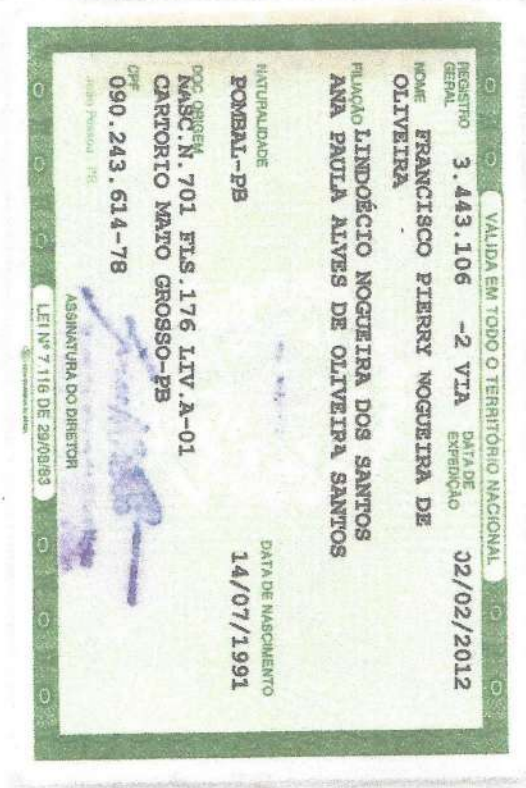 VÁLIDA EM TODO O TERRITÓRIO NACIONAL
REGISTRO GERAL 3.443.106 -2 VIA DATA DE EXPEDIÇÃO 02/02/2012
NOME FRANCISCO PIERRY NOGUEIRA DE
OLIVEIRA
FILIAÇÃO LINDOÉCIO NOGUEIRA DOS SANTOS
ANA PAULA ALVES DE OLIVEIRA SANTOS
NATURALIDADE DATA DE NASCIMENTO
POMBAL-PB 14/07/1991
DOC ORIGEM
NASC.N.701 FLS.176 LIV.A-01
CARTORIO MATO GROSSO-PB
CPF
090.243.614-78
João Pessoa PB
ASSINATURA DO DIRETOR
LEI Nº 7.116 DE 29/08/83